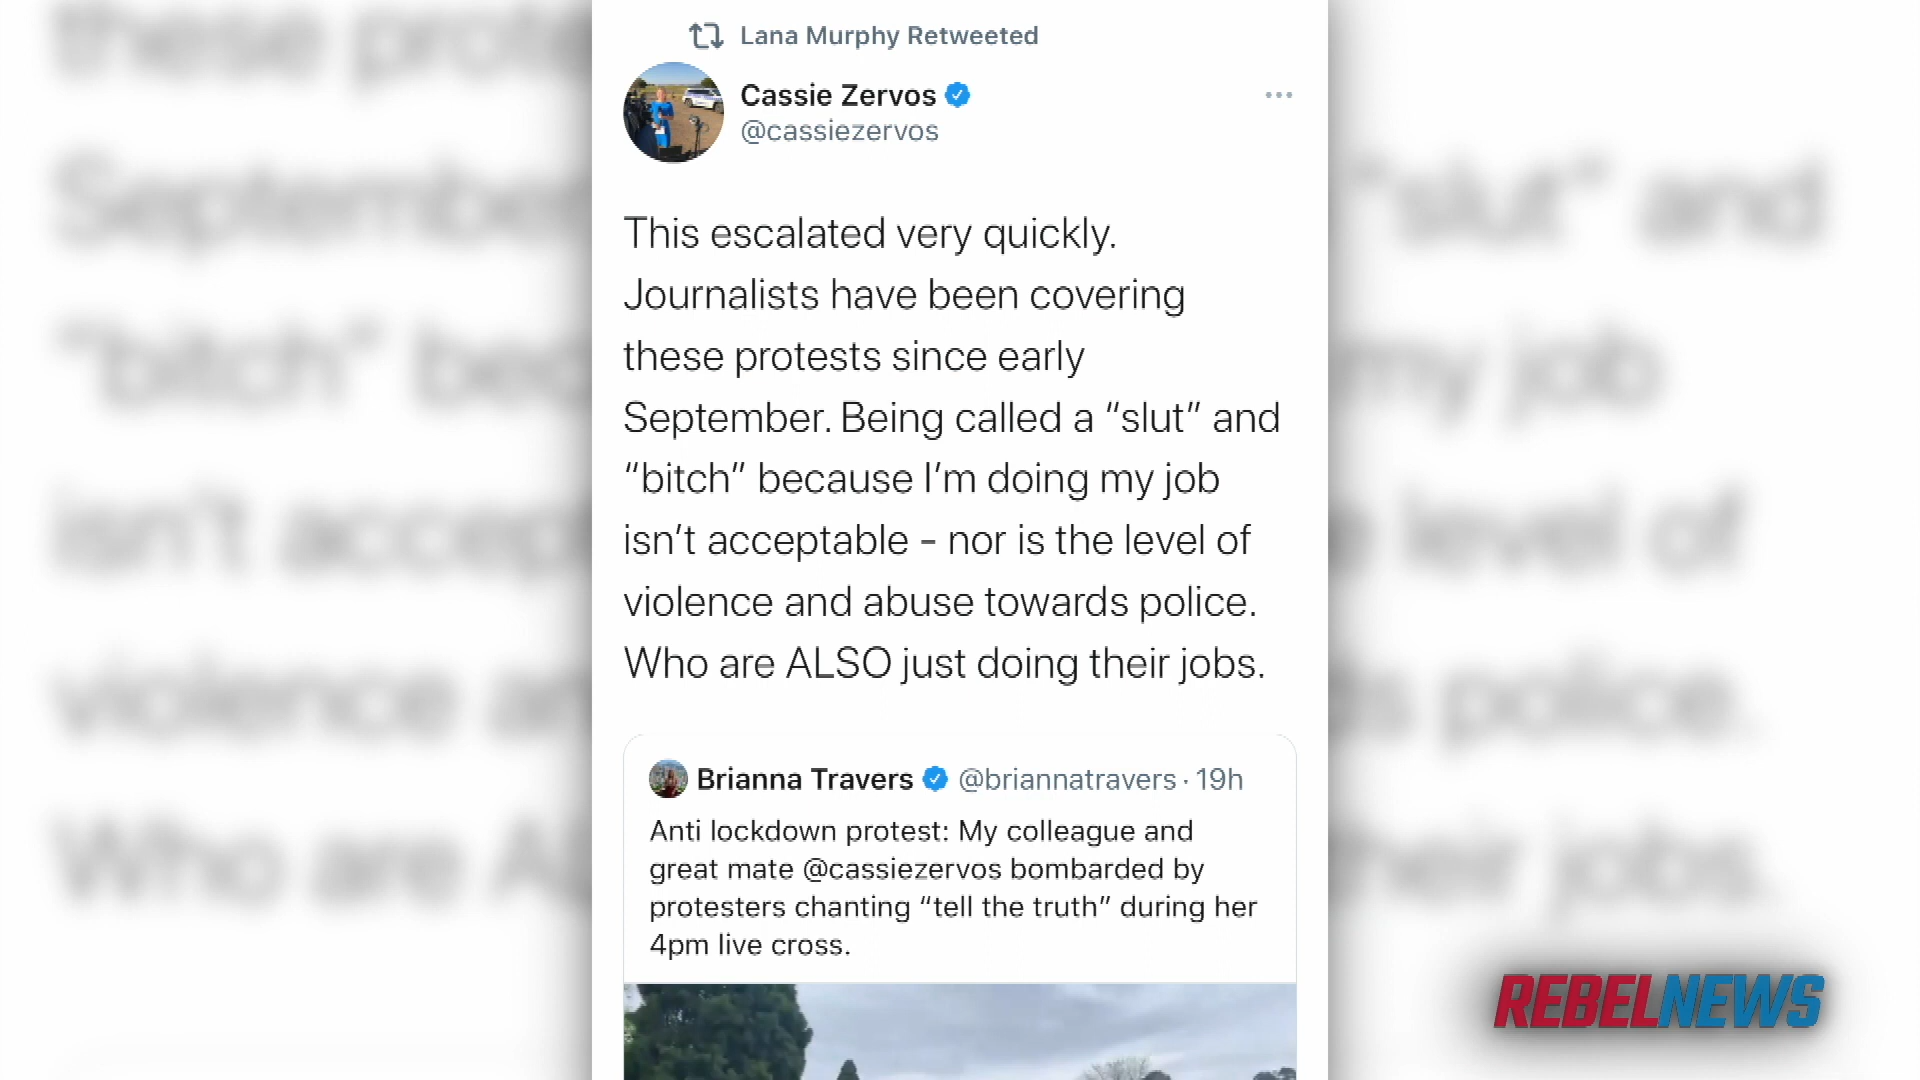 Lana Murphy Retweeted
Cassie Zervos
@cassiezervos
This escalated very quickly.
Journalists have been covering
these protests since early
September. Being called a “slut” and
“bitch” because I’m doing my job
isn’t acceptable - nor is the level of
violence and abuse towards police.
Who are ALSO just doing their jobs.
Brianna Travers @briannatravers · 19h
Anti lockdown protest: My colleague and
great mate @cassiezervos bombarded by
protesters chanting “tell the truth” during her
4pm live cross.
REBELNEWS